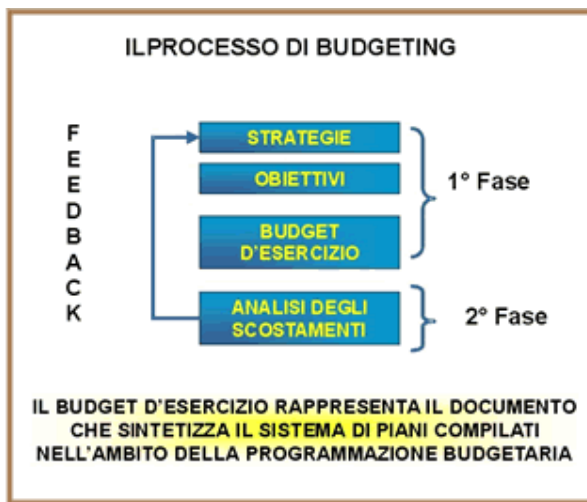 ILPROCESSO DI BUDGETING
FEEDBACK
STRATEGIE
OBIETTIVI
BUDGET
D'ESERCIZIO
1° Fase
ANALISI DEGLI
SCOSTAMENTI
2° Fase
IL BUDGET D'ESERCIZIO RAPPRESENTA IL DOCUMENTO
CHE SINTETIZZA IL SISTEMA DI PIANI COMPILATI
NELL'AMBITO DELLA PROGRAMMAZIONE BUDGETARIA